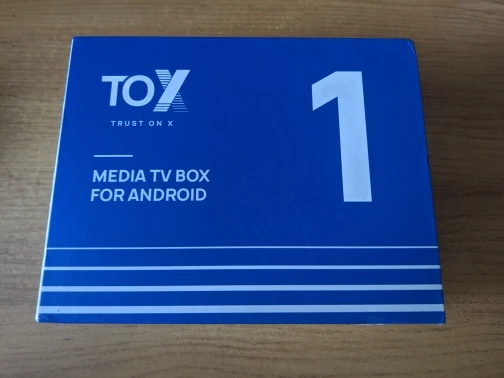 TOX
TRUST ON X
1
MEDIA TV BOX
FOR ANDROID